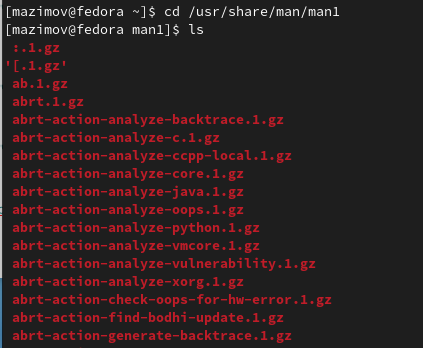 [mazimov@fedora ~]$ cd /usr/share/man/man1
[mazimov@fedora man1]$ ls
:.1.gz
'[.1.gz'
ab.1.gz
abrt.1.gz
abrt-action-analyze-backtrace.1.gz
abrt-action-analyze-c.1.gz
abrt-action-analyze-ccpp-local.1.gz
abrt-action-analyze-core.1.gz
abrt-action-analyze-java.1.gz
abrt-action-analyze-oops.1.gz
abrt-action-analyze-python.1.gz
abrt-action-analyze-vmcore.1.gz
abrt-action-analyze-vulnerability.1.gz
abrt-action-analyze-xorg.1.gz
abrt-action-check-oops-for-hw-error.1.gz
abrt-action-find-bodhi-update.1.gz
abrt-action-generate-backtrace.1.gz